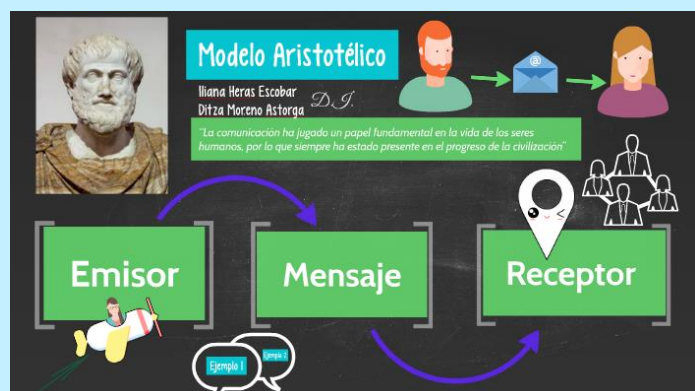 Modelo Aristotélico
Iliana Heras Escobar
Ditza Moreno Astorga
D.J.
@
"La comunicación ha jugado un papel fundamental en la vida de los seres
humanos, por lo que siempre ha estado presente en el progreso de la civilización"
Emisor
Mensaje
Receptor
Ejemplo 1
Ejemplo 2